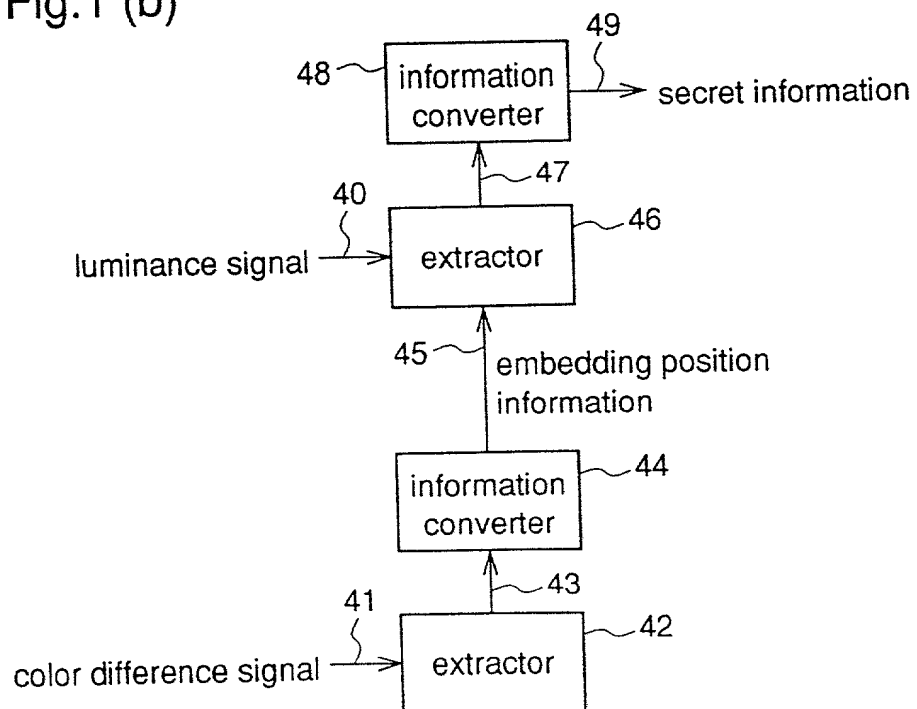 Fig.1 (b)
49
48
information
converter
secret information
47
40
46
luminance signal
extractor
45
embedding position
information
44
information
converter
43
41
42
color difference signal
extractor